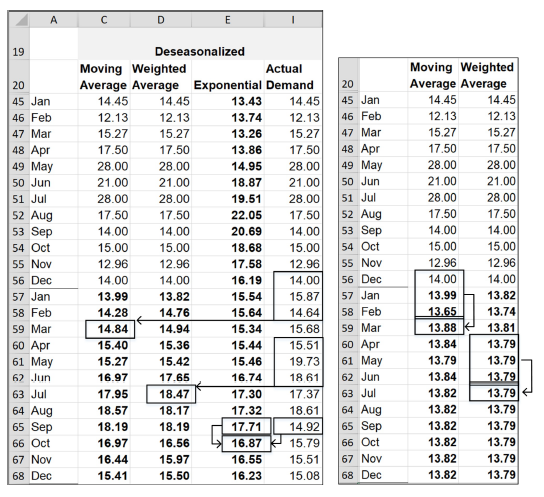 A C D E I
19 Deseasonalized
Moving Weighted Actual
20 Average Average Exponential Demand
45 Jan 14.45 14.45 13.43 14.45
46 Feb 12.13 12.13 13.74 12.13
47 Mar 15.27 15.27 13.26 15.27
48 Apr 17.50 17.50 13.86 17.50
49 May 28.00 28.00 14.95 28.00
50 Jun 21.00 21.00 18.87 21.00
51 Jul 28.00 28.00 19.51 28.00
52 Aug 17.50 17.50 22.05 17.50
53 Sep 14.00 14.00 20.69 14.00
54 Oct 15.00 15.00 18.68 15.00
55 Nov 12.96 12.96 17.58 12.96
56 Dec 14.00 14.00 16.19 14.00
57 Jan 13.99 13.82 15.54 15.87
58 Feb 14.28 14.76 15.64 14.64
59 Mar 14.84 14.94 15.34 15.68
60 Apr 15.40 15.36 15.44 15.51
61 May 15.27 15.42 15.46 19.73
62 Jun 16.97 17.65 16.74 18.61
63 Jul 17.95 18.47 17.30 17.37
64 Aug 18.57 18.17 17.32 18.61
65 Sep 18.19 18.19 17.71 14.92
66 Oct 16.97 16.56 16.87 15.79
67 Nov 16.44 15.97 16.55 15.51
68 Dec 15.41 15.50 16.23 15.08
Moving Weighted
20 Average Average
45 Jan 14.45 14.45
46 Feb 12.13 12.13
47 Mar 15.27 15.27
48 Apr 17.50 17.50
49 May 28.00 28.00
50 Jun 21.00 21.00
51 Jul 28.00 28.00
52 Aug 17.50 17.50
53 Sep 14.00 14.00
54 Oct 15.00 15.00
55 Nov 12.96 12.96
56 Dec 14.00 14.00
57 Jan 13.99 13.82
58 Feb 13.65 13.74
59 Mar 13.88 13.81
60 Apr 13.84 13.79
61 May 13.79 13.79
62 Jun 13.84 13.79
63 Jul 13.82 13.79
64 Aug 13.82 13.79
65 Sep 13.82 13.79
66 Oct 13.82 13.79
67 Nov 13.82 13.79
68 Dec 13.82 13.79